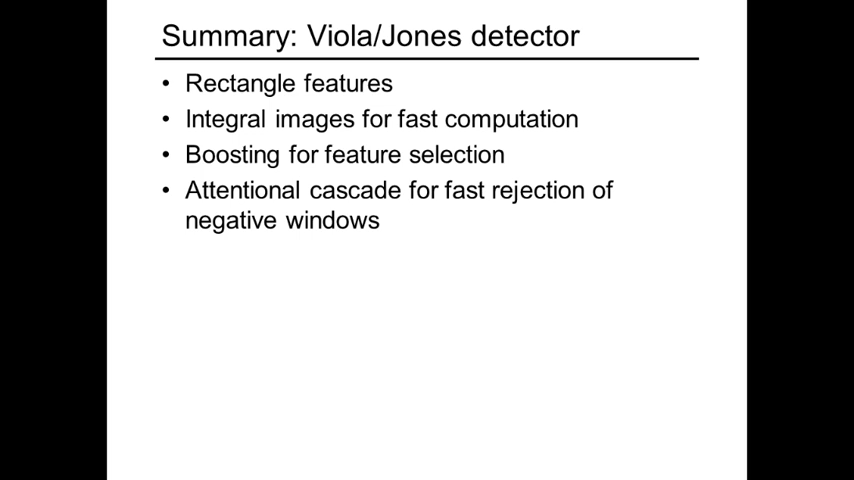 Summary: Viola/Jones detector
• Rectangle features
• Integral images for fast computation
• Boosting for feature selection
• Attentional cascade for fast rejection of
negative windows